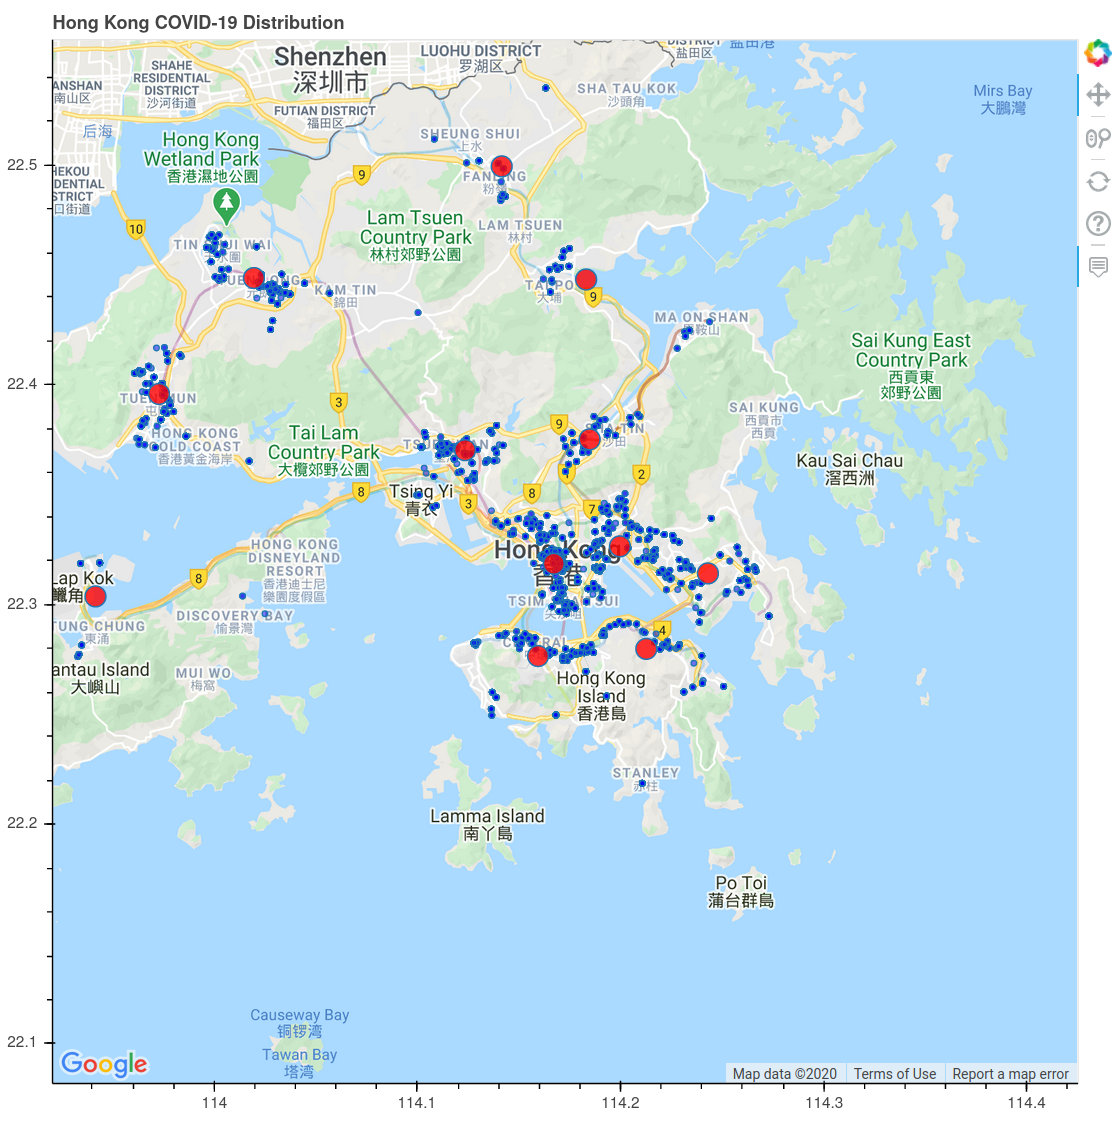 Hong Kong COVID-19 Distribution
Shenzhen
深圳市
LUOHU DISTRICT
罗湖区
DISTRICT
盐田区
盐田港
SHAHE
RESIDENTIAL
DISTRICT
沙河街道
ANSHAN
南山区
FUTIAN DISTRICT
福田区
SHA TAU KOK
沙頭角
Mirs Bay
大鵬灣
后海
Hong Kong
Wetland Park
香港濕地公園
SHEUNG SHUI
上水
22.5
HEKOU
DENTIAL
DISTRICT
口街道
9
FANLING
粉嶺
10
Lam Tsuen
Country Park
林村郊野公園
LAM TSUEN
林村
TIN SHUI WAI
KAM TIN
錦田
TAI PO
大埔
9
MA ON SHAN
馬鞍山
Sai Kung East
Country Park
西貢東
郊野公園
22.4
TUEN MUN
3
SAI KUNG
西貢市
西貢
HONG KONG
GOLD COAST
香港黃金海岸
Tai Lam
Country Park
大欖郊野公園
9
SHA TIN
沙田
Kau Sai Chau
滘西洲
8
Tsing Yi
青衣
3
8
2
7
HONG KONG
DISNEYLAND
RESORT
香港迪士尼
樂園度假區
Hong Kong
香港
Lap Kok
鱲角
8
22.3
DISCOVERY BAY
愉景灣
TSIM SHA TSUI
TUNG CHUNG
東涌
4
CENTRAL
antau Island
大嶼山
MUI WO
梅窩
Hong Kong
Island
香港島
STANLEY
赤柱
22.2
Lamma Island
南丫島
Po Toi
蒲台群島
22.1
Causeway Bay
铜锣湾
Tawan Bay
塔湾
Google
Map data ©2020
Terms of Use
Report a map error
114
114.1
114.2
114.3
114.4